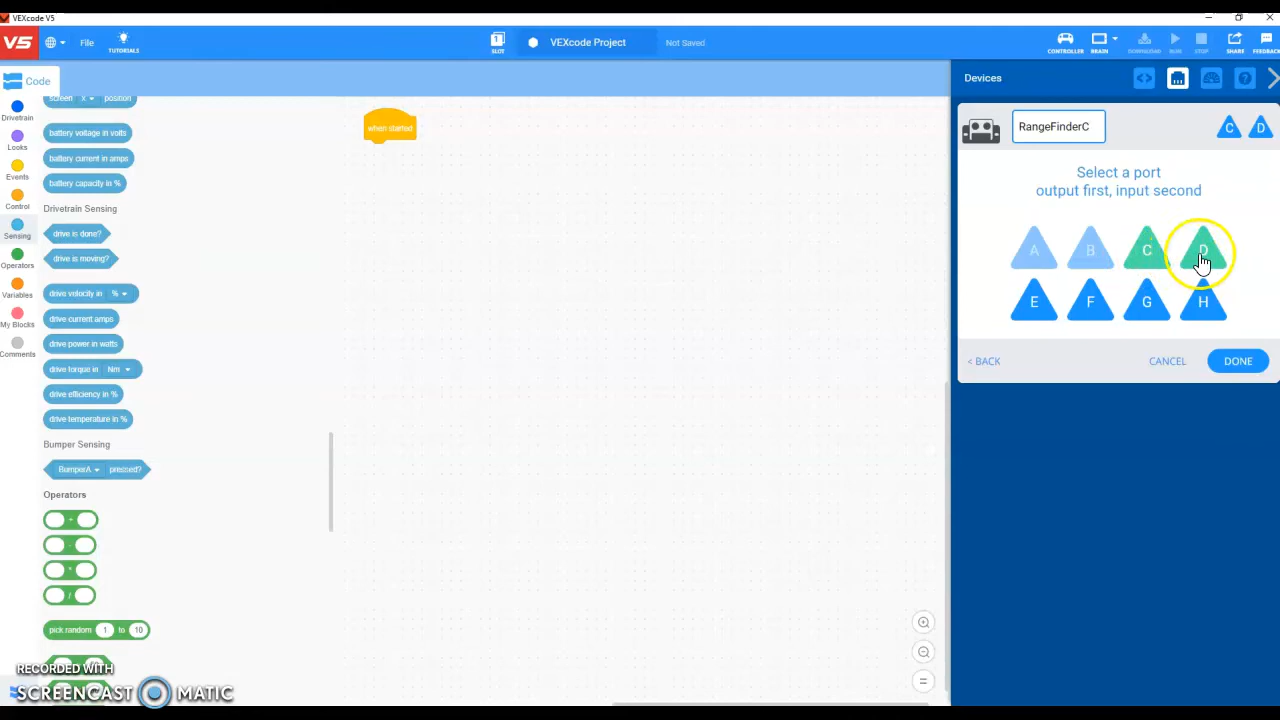 VEXcode V5
V5
File
TUTORIALS
1
SLOT
VEXcode Project
Not Saved
CONTROLLER
BRAIN
DOWNLOAD
RUN
STOP
SHARE
FEEDBACK
Code
Drivetrain
Looks
Events
Control
Sensing
Operators
Variables
My Blocks
Comments
screen x position
battery voltage in volts
battery current in amps
battery capacity in %
Drivetrain Sensing
drive is done?
drive is moving?
drive velocity in %
drive current amps
drive power in watts
drive torque in Nm
drive efficiency in %
drive temperature in %
Bumper Sensing
BumperA pressed?
Operators
+
-
*
/
pick random 1 to 10
when started
Devices
RangeFinderC
C D
Select a port
output first, input second
A B C D
E F G H
< BACK
CANCEL
DONE
RECORDED WITH
SCREENCAST MATIC